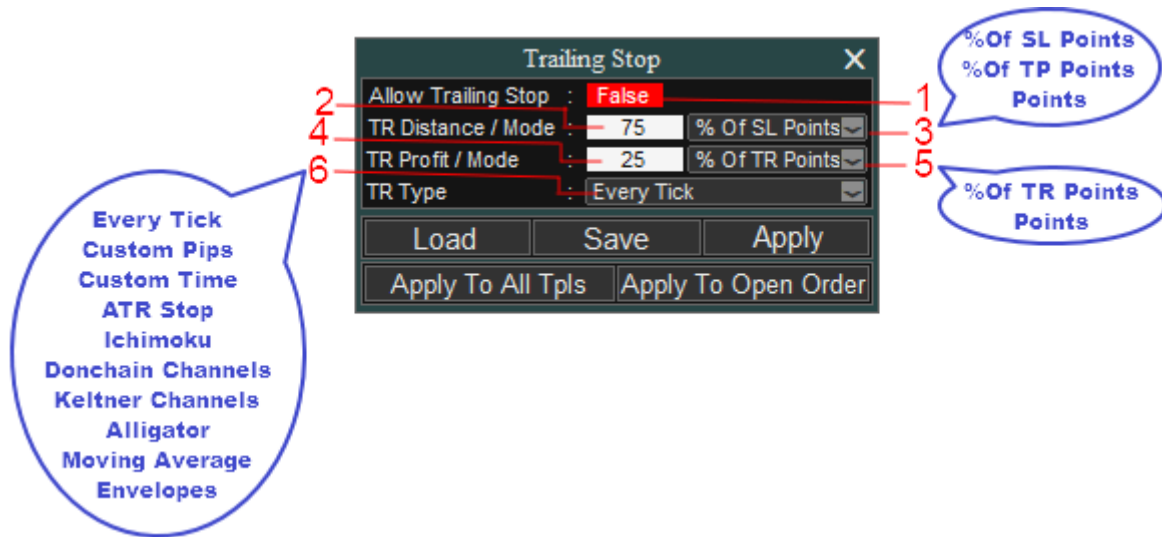 %Of SL Points
%Of TP Points
Points
Trailing Stop X
Allow Trailing Stop : False
1
2
TR Distance / Mode : 75 % Of SL Points
3
4
TR Profit / Mode : 25 % Of TR Points
5
6
TR Type : Every Tick
%Of TR Points
Points
Load Save Apply
Apply To All Tpls Apply To Open Order
Every Tick
Custom Pips
Custom Time
ATR Stop
Ichimoku
Donchain Channels
Keltner Channels
Alligator
Moving Average
Envelopes